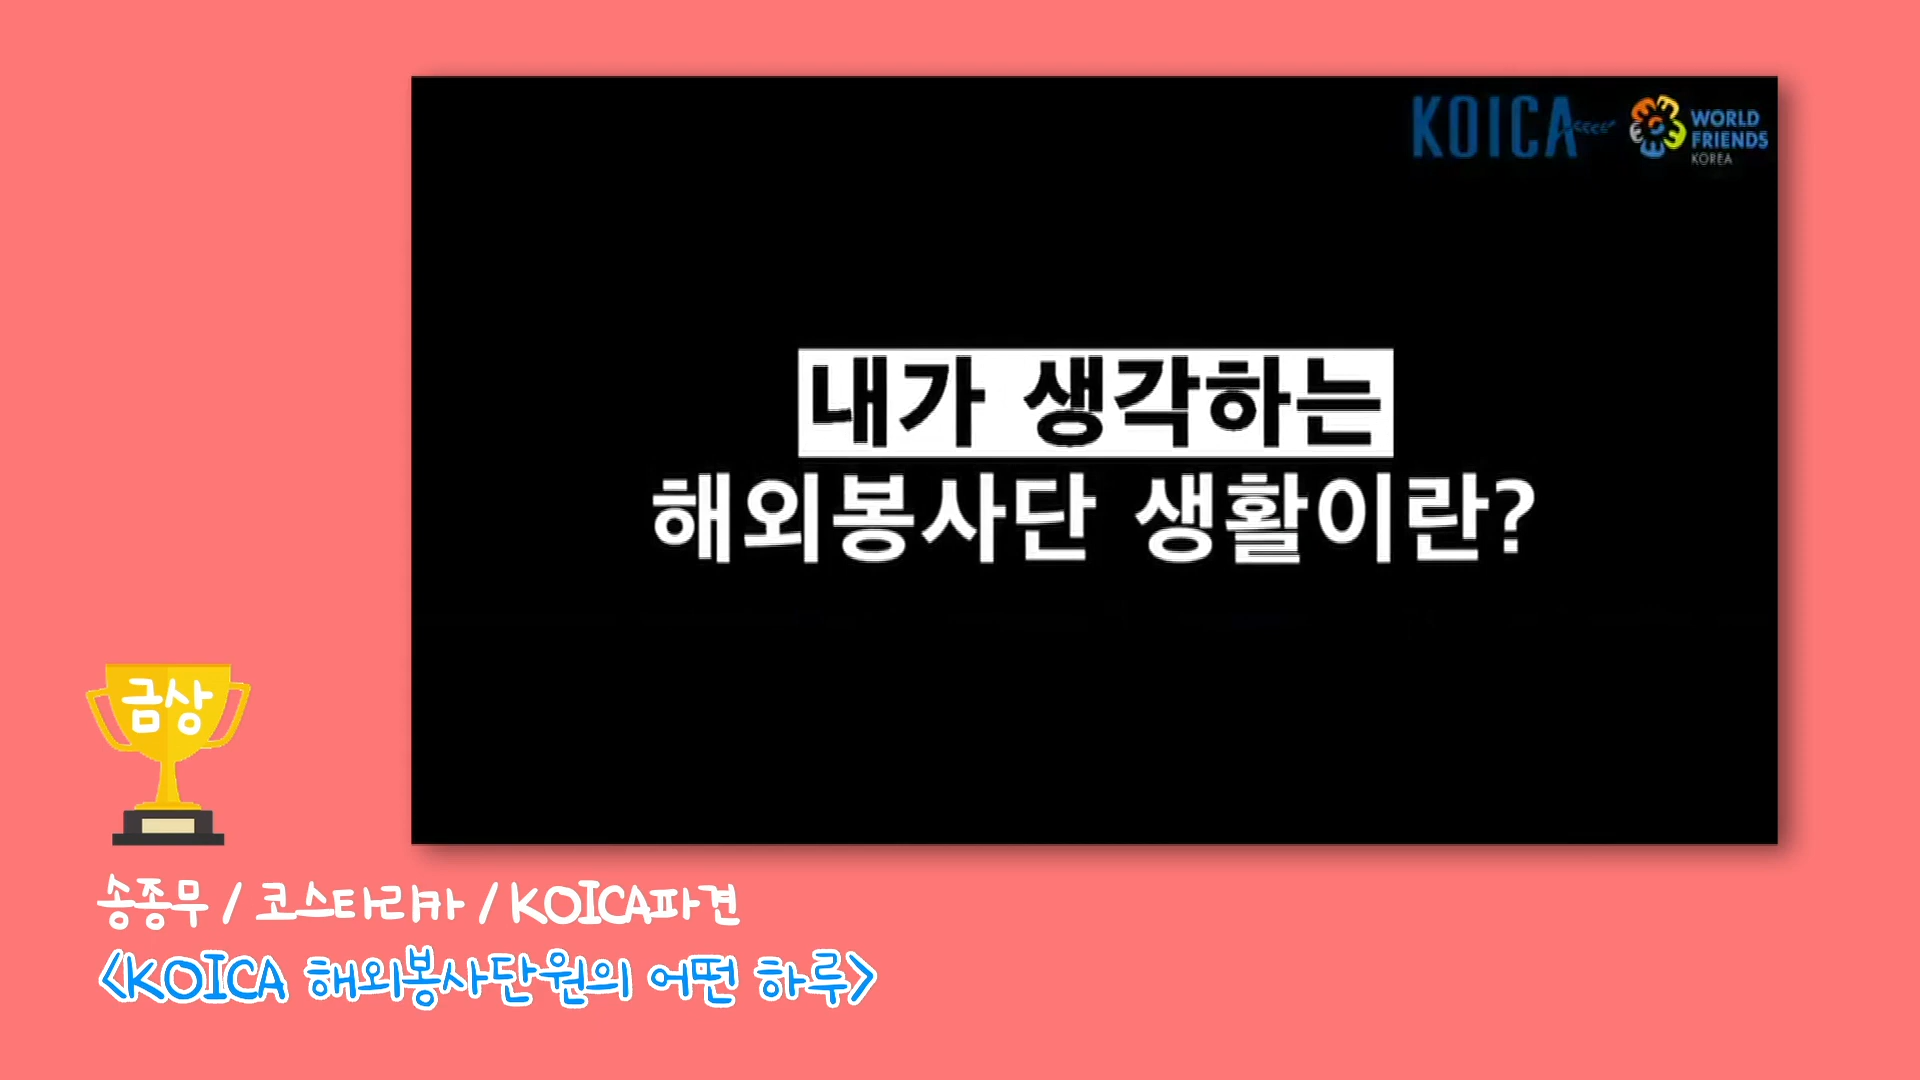 KOICA
WORLD
FRIENDS
KOREA
내가 생각하는
해외봉사단 생활이란?
금상
송종무 / 코스타리카 / KOICA파견
<KOICA 해외봉사단원의 어떤 하루>